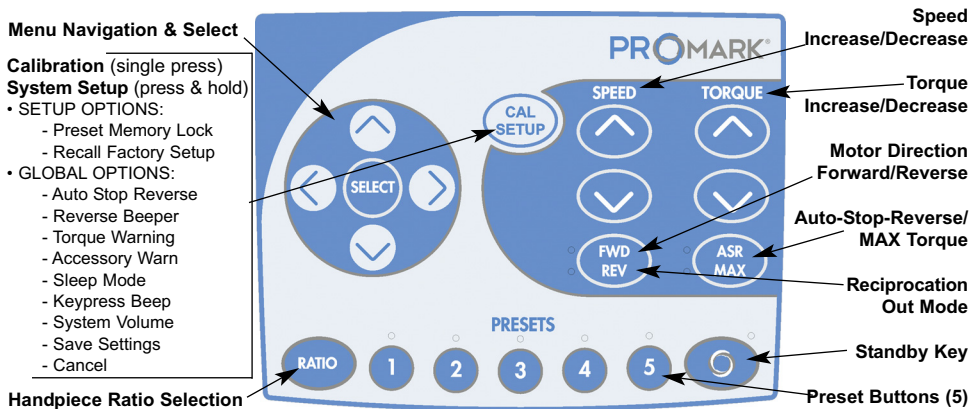 Menu Navigation & Select
Calibration (single press)
System Setup (press & hold)
• SETUP OPTIONS:
- Preset Memory Lock
- Recall Factory Setup
• GLOBAL OPTIONS:
- Auto Stop Reverse
- Reverse Beeper
- Torque Warning
- Accessory Warn
- Sleep Mode
- Keypress Beep
- System Volume
- Save Settings
- Cancel
Handpiece Ratio Selection
PROMARK®
CAL
SETUP
SPEED
TORQUE
SELECT
FWD
REV
ASR
MAX
PRESETS
RATIO
1
2
3
4
5
Speed
Increase/Decrease
Torque
Increase/Decrease
Motor Direction
Forward/Reverse
Auto-Stop-Reverse/
MAX Torque
Reciprocation
Out Mode
Standby Key
Preset Buttons (5)